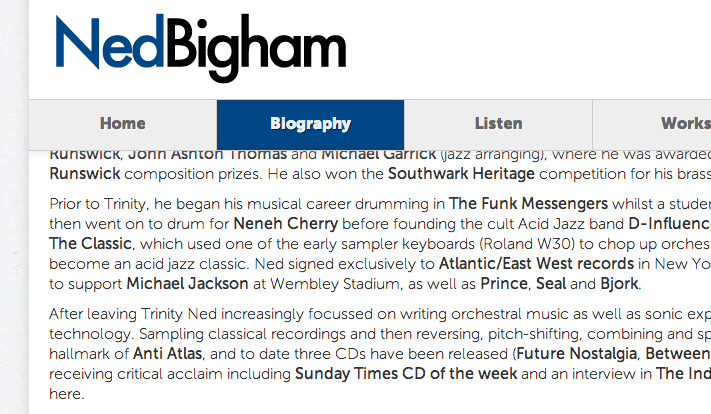 NedBigham
Home Biography Listen Works
Runswick, John Ashton Thomas and Michael Garrick (jazz arranging), where he was awarded
Runswick composition prizes. He also won the Southwark Heritage competition for his brass
Prior to Trinity, he began his musical career drumming in The Funk Messengers whilst a studen
then went on to drum for Neneh Cherry before founding the cult Acid Jazz band D-Influence
The Classic, which used one of the early sampler keyboards (Roland W30) to chop up orches
become an acid jazz classic. Ned signed exclusively to Atlantic/East West records in New Yo
to support Michael Jackson at Wembley Stadium, as well as Prince, Seal and Bjork.
After leaving Trinity Ned increasingly focussed on writing orchestral music as well as sonic exp
technology. Sampling classical recordings and then reversing, pitch-shifting, combining and sp
hallmark of Anti Atlas, and to date three CDs have been released (Future Nostalgia, Between
receiving critical acclaim including Sunday Times CD of the week and an interview in The Ind
here.